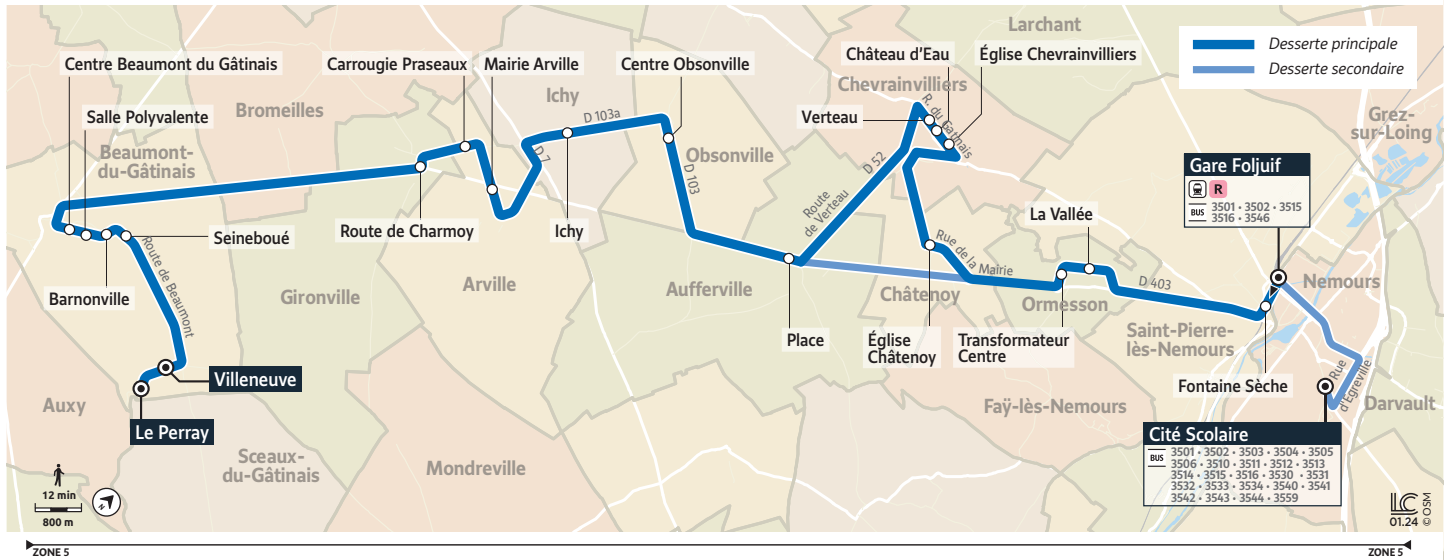 Larchant
Desserte principale
Desserte secondaire
Centre Beaumont du Gâtinais
Carrougie Praseaux
Mairie Arville
Centre Obsonville
Château d'Eau
Église Chevrainvilliers
Chevrainvilliers
Bromeilles
Ichy
D 103a
R. du Gâtinais
Salle Polyvalente
Verteau
Grez-
sur-Loing
Beaumont-
du-Gâtinais
D 7
Obsonville
D 52
D 103
Gare Foljuif
R
BUS
3501 • 3502 • 3515
3516 • 3546
Route
de Verteau
La Vallée
Route de Charmoy
Ichy
Seineboué
Route de Beaumont
Rue de la Mairie
Barnonville
Gironville
Arville
Aufferville
Châtenoy
Ormesson
D 403
Nemours
Saint-Pierre-
lès-Nemours
Place
Église
Châtenoy
Transformateur
Centre
Villeneuve
Fontaine Sèche
Rue
d'Egreville
Auxy
Le Perray
Faÿ-lès-Nemours
Darvault
Sceaux-
du-Gâtinais
Mondreville
Cité Scolaire
BUS
3501 • 3502 • 3503 • 3504 • 3505
3506 • 3510 • 3511 • 3512 • 3513
3514 • 3515 • 3516 • 3530 • 3531
3532 • 3533 • 3534 • 3540 • 3541
3542 • 3543 • 3544 • 3559
12 min
800 m
LC
01.24 © OSM
ZONE 5
ZONE 5